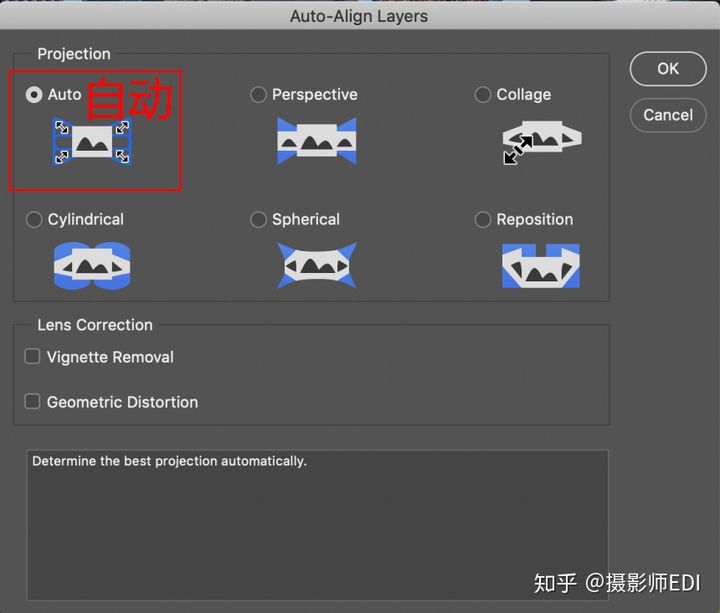 Auto-Align Layers
Projection
Auto 自动
Perspective
Collage
OK
Cancel
Cylindrical
Spherical
Reposition
Lens Correction
Vignette Removal
Geometric Distortion
Determine the best projection automatically.
知乎 @摄影师EDI